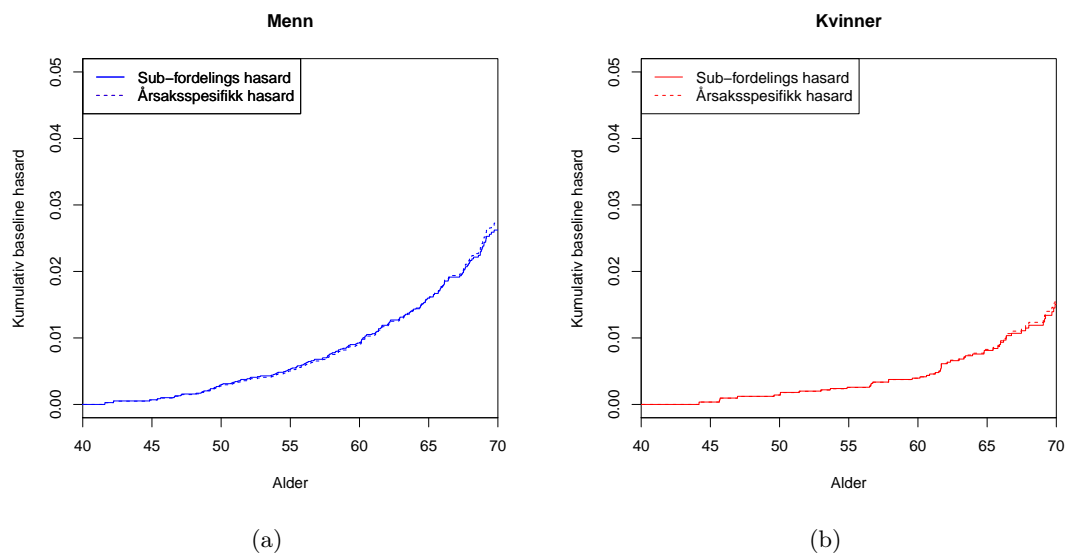 Menn
Sub−fordelings hasard
Årsaksspesifikk hasard
Kumulativ baseline hasard
0.00 0.01 0.02 0.03 0.04 0.05
40 45 50 55 60 65 70
Alder
(a)
Kvinner
Sub−fordelings hasard
Årsaksspesifikk hasard
Kumulativ baseline hasard
0.00 0.01 0.02 0.03 0.04 0.05
40 45 50 55 60 65 70
Alder
(b)